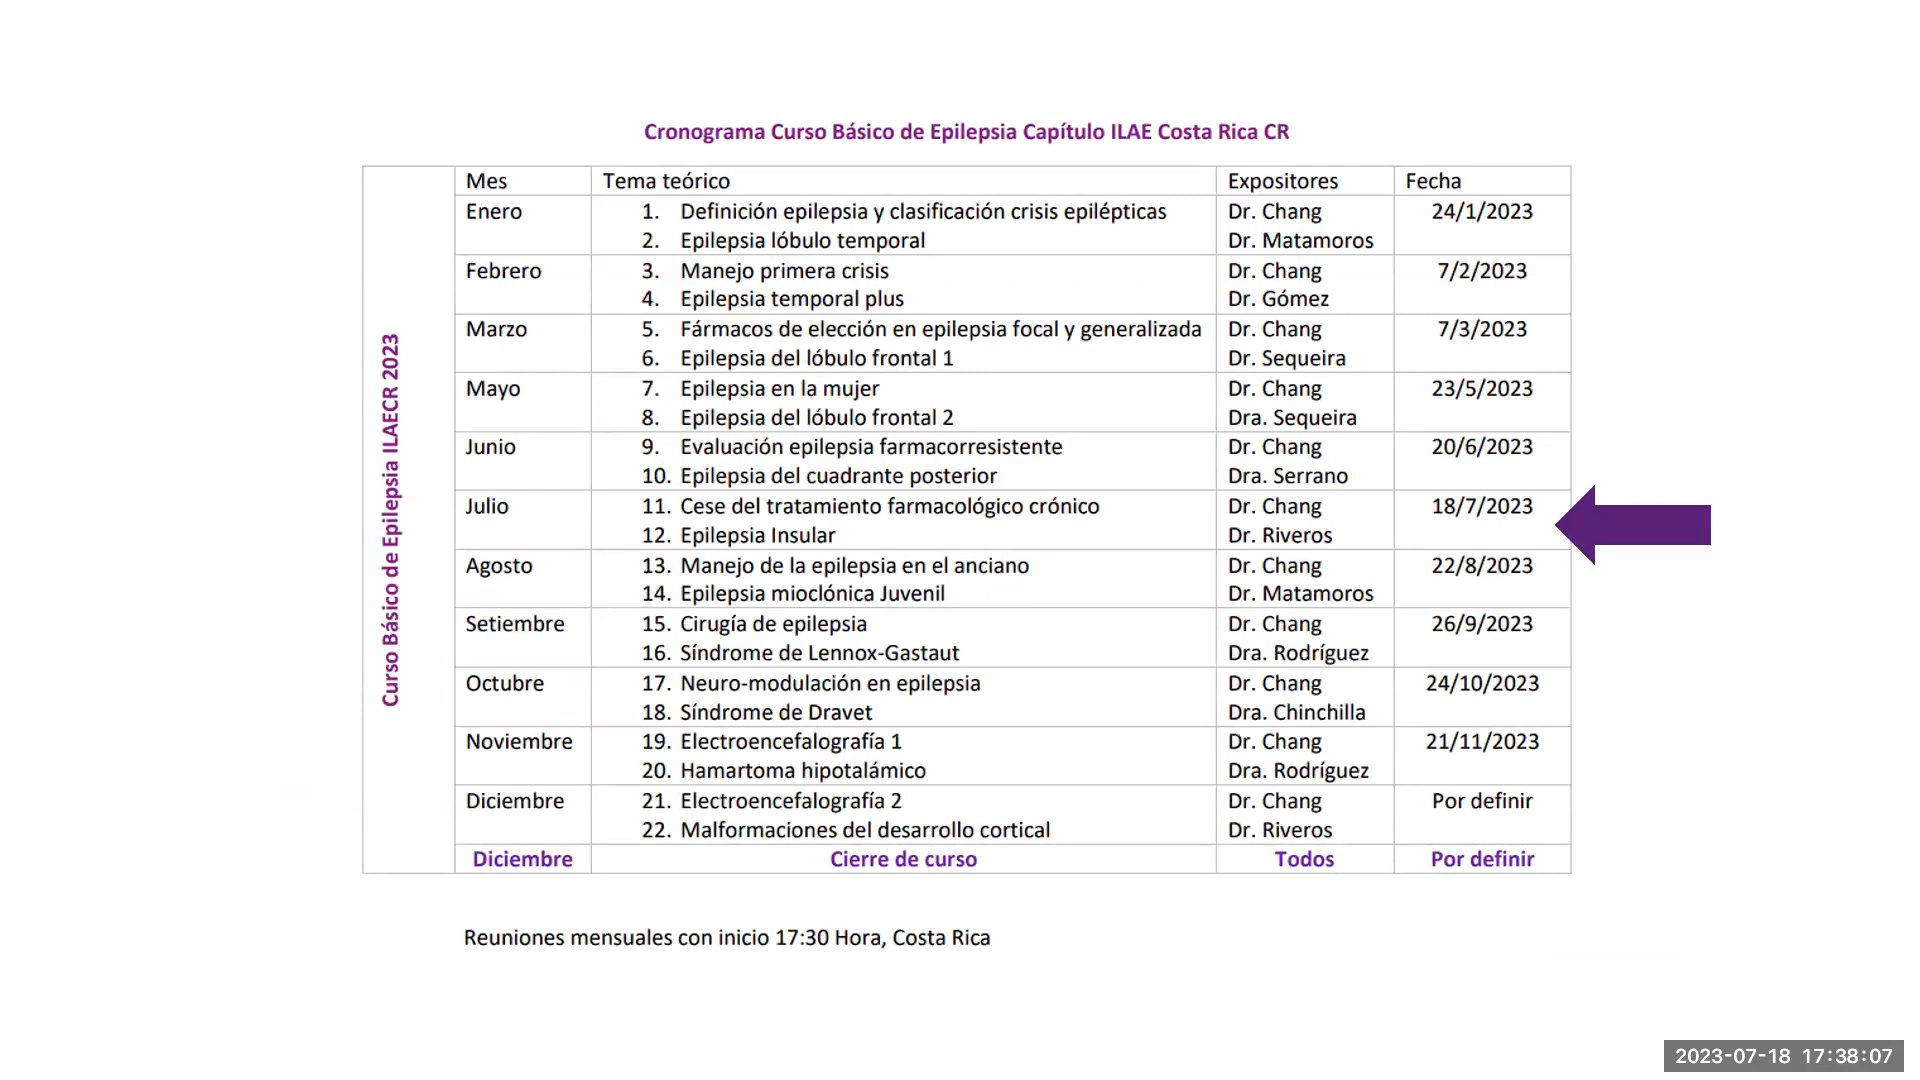 Cronograma Curso Básico de Epilepsia Capítulo ILAE Costa Rica CR
Curso Básico de Epilepsia ILAECR 2023
Mes Tema teórico Expositores Fecha
Enero 1. Definición epilepsia y clasificación crisis epilépticas Dr. Chang 24/1/2023
2. Epilepsia lóbulo temporal Dr. Matamoros
Febrero 3. Manejo primera crisis Dr. Chang 7/2/2023
4. Epilepsia temporal plus Dr. Gómez
Marzo 5. Fármacos de elección en epilepsia focal y generalizada Dr. Chang 7/3/2023
6. Epilepsia del lóbulo frontal 1 Dr. Sequeira
Mayo 7. Epilepsia en la mujer Dr. Chang 23/5/2023
8. Epilepsia del lóbulo frontal 2 Dra. Sequeira
Junio 9. Evaluación epilepsia farmacorresistente Dr. Chang 20/6/2023
10. Epilepsia del cuadrante posterior Dra. Serrano
Julio 11. Cese del tratamiento farmacológico crónico Dr. Chang 18/7/2023
12. Epilepsia Insular Dr. Riveros
Agosto 13. Manejo de la epilepsia en el anciano Dr. Chang 22/8/2023
14. Epilepsia mioclónica Juvenil Dr. Matamoros
Setiembre 15. Cirugía de epilepsia Dr. Chang 26/9/2023
16. Síndrome de Lennox-Gastaut Dra. Rodríguez
Octubre 17. Neuro-modulación en epilepsia Dr. Chang 24/10/2023
18. Síndrome de Dravet Dra. Chinchilla
Noviembre 19. Electroencefalografía 1 Dr. Chang 21/11/2023
20. Hamartoma hipotalámico Dra. Rodríguez
Diciembre 21. Electroencefalografía 2 Dr. Chang Por definir
22. Malformaciones del desarrollo cortical Dr. Riveros
Diciembre Cierre de curso Todos Por definir
Reuniones mensuales con inicio 17:30 Hora, Costa Rica
2023-07-18 17:38:07